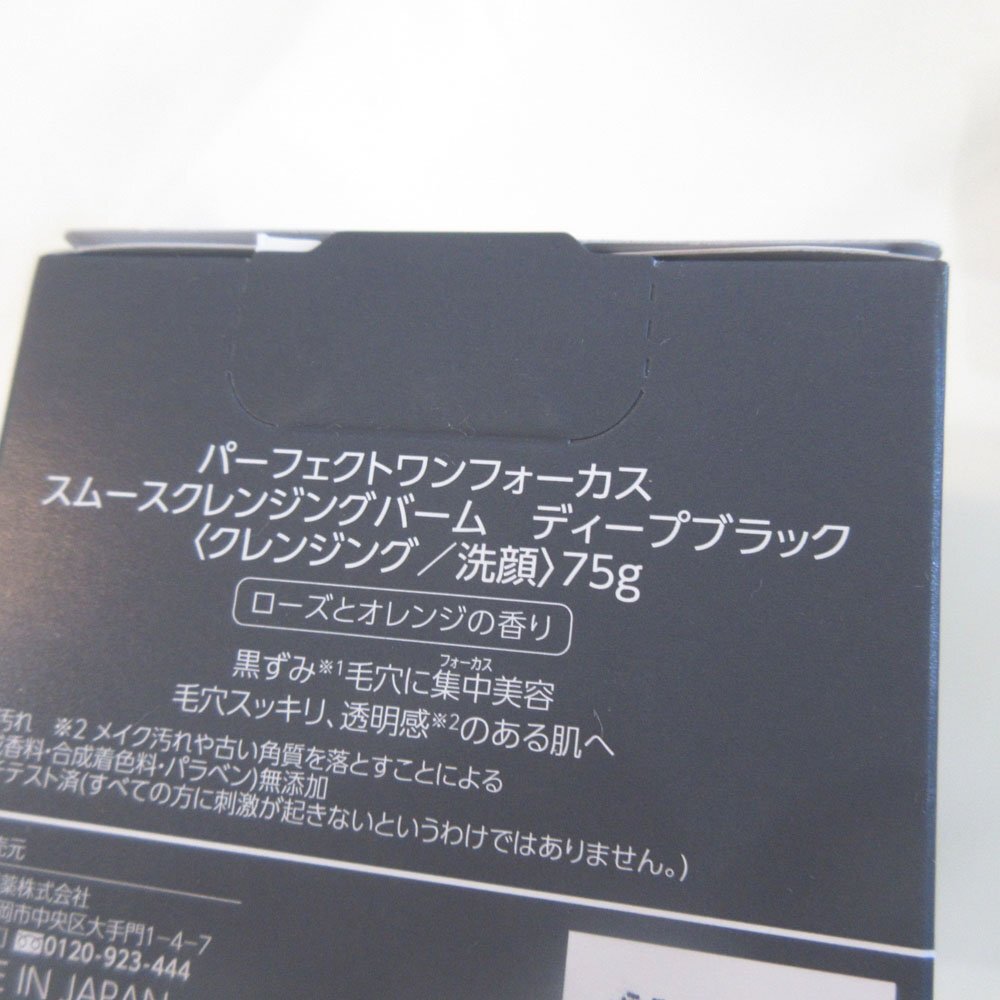 パーフェクトワンフォーカス
スムースクレンジングバーム　ディープブラック
〈クレンジング／洗顔〉75g
ローズとオレンジの香り
フォーカス
黒ずみ※1毛穴に集中美容
毛穴スッキリ、透明感※2のある肌へ
汚れ ※2 メイク汚れや古い角質を落とすことによる
香料・合成着色料・パラベン)無添加
テスト済(すべての方に刺激が起きないというわけではありません。)
元
薬株式会社
岡市中央区大手門1-4-7
0120-923-444
IN JAPAN